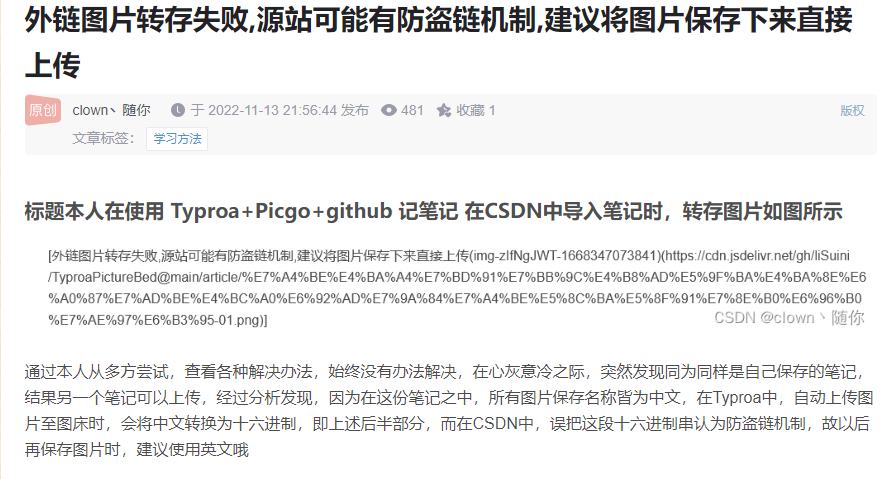 外链图片转存失败,源站可能有防盗链机制,建议将图片保存下来直接
上传
原创 clown丶随你 于 2022-11-13 21:56:44 发布 481 收藏 1 版权
文章标签： 学习方法
标题本人在使用 Typroa+Picgo+github 记笔记 在CSDN中导入笔记时，转存图片如图所示
[外链图片转存失败,源站可能有防盗链机制,建议将图片保存下来直接上传(img-zIfNgJWT-1668347073841)(https://cdn.jsdelivr.net/gh/liSuini
/TyproaPictureBed@main/article/%E7%A4%BE%E4%BA%A4%E7%BD%91%E7%BB%9C%E4%B8%AD%E5%9F%BA%E4%BA%8E%E6
%A0%87%E7%AD%BE%E4%BC%A0%E6%92%AD%E7%9A%84%E7%A4%BE%E5%8C%BA%E5%8F%91%E7%8E%B0%E6%96%B0
%E7%AE%97%E6%B3%95-01.png)]
CSDN @clown丶随你
通过本人从多方尝试，查看各种解决办法，始终没有办法解决，在心灰意冷之际，突然发现同为同样是自己保存的笔记，
结果另一个笔记可以上传，经过分析发现，因为在这份笔记之中，所有图片保存名称皆为中文，在Typroa中，自动上传图
片至图床时，会将中文转换为十六进制，即上述后半部分，而在CSDN中，误把这段十六进制串认为防盗链机制，故以后
再保存图片时，建议使用英文哦